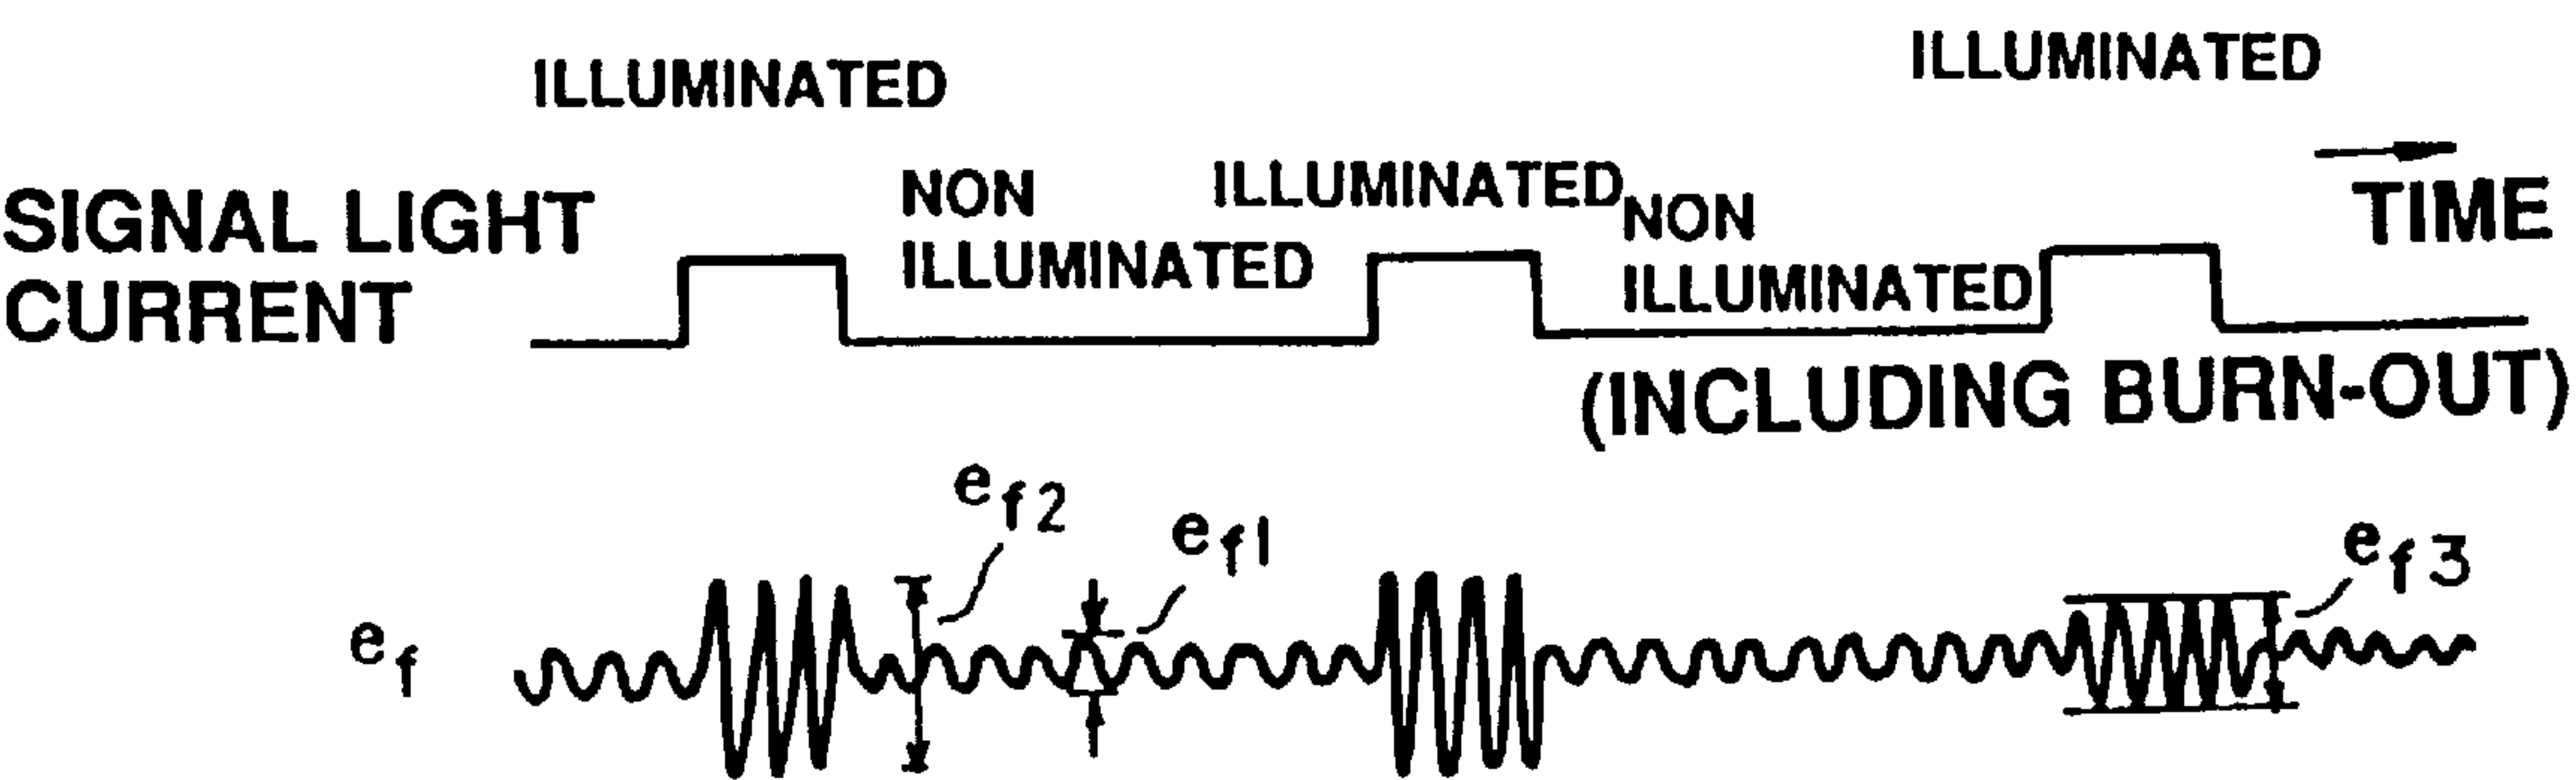 ILLUMINATED
ILLUMINATED
NON
ILLUMINATED
ILLUMINATED
NON
ILLUMINATED
TIME
SIGNAL LIGHT
CURRENT
(INCLUDING BURN-OUT)
ef2
ef1
ef3
ef